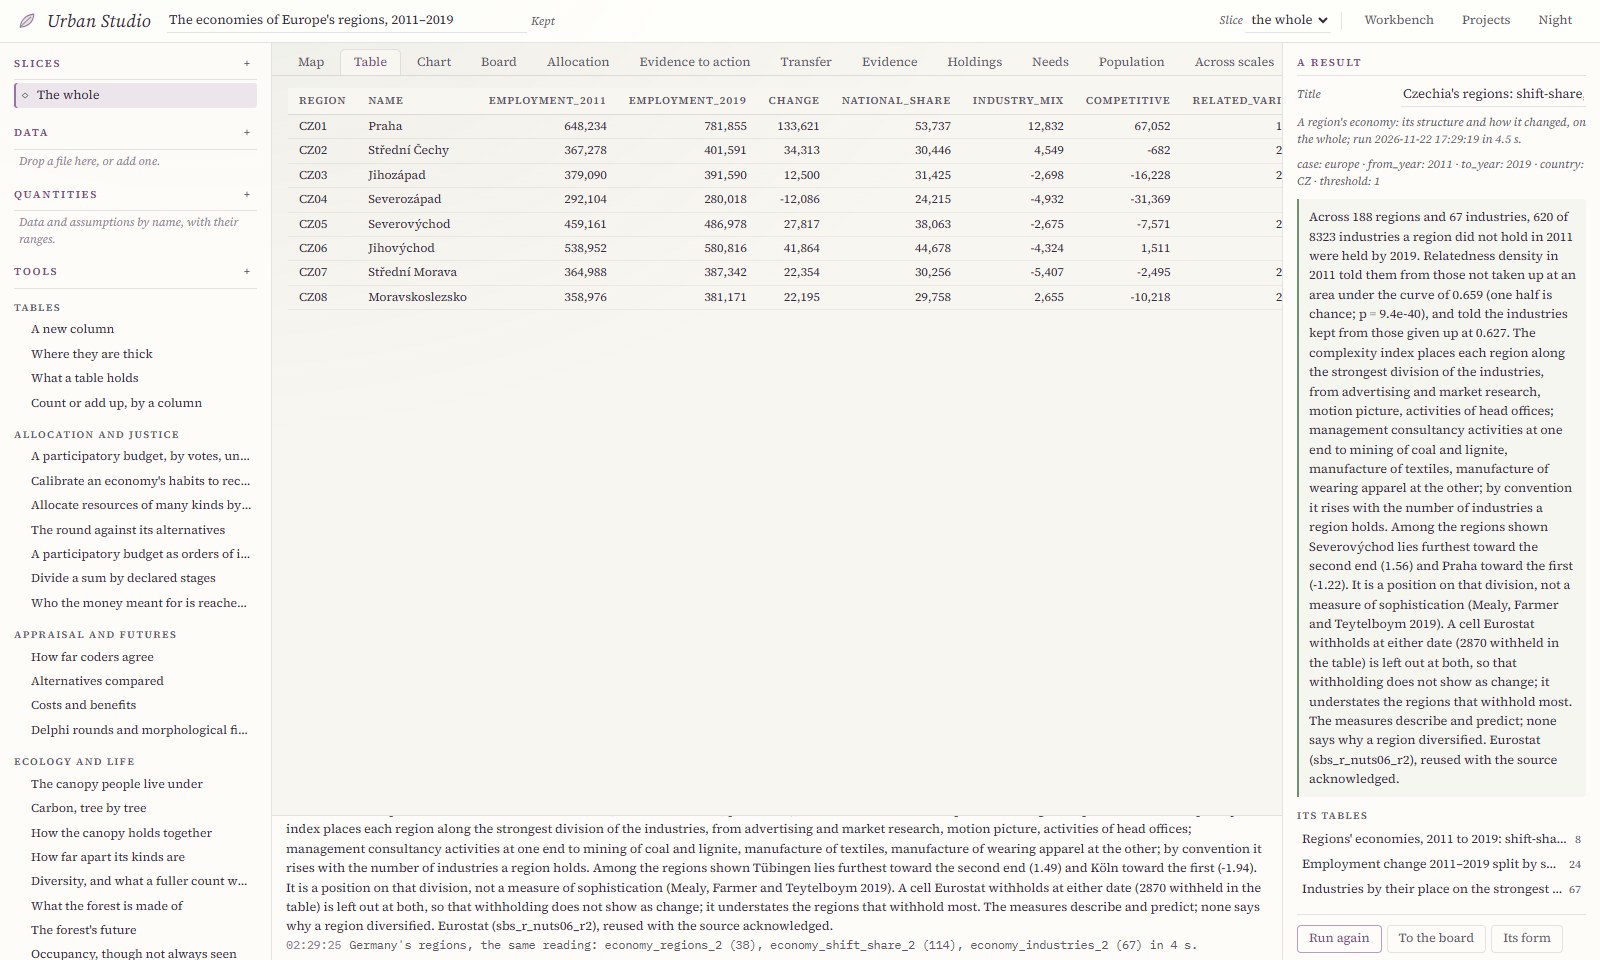 Urban Studio
The economies of Europe's regions, 2011–2019
Kept
Slice the whole
Workbench
Projects
Night
SLICES +
The whole
DATA +
Drop a file here, or add one.
QUANTITIES +
Data and assumptions by name, with their
ranges.
TOOLS +
TABLES
A new column
Where they are thick
What a table holds
Count or add up, by a column
ALLOCATION AND JUSTICE
A participatory budget, by votes, un...
Calibrate an economy's habits to rec...
Allocate resources of many kinds by...
The round against its alternatives
A participatory budget as orders of i...
Divide a sum by declared stages
Who the money meant for is reache...
APPRAISAL AND FUTURES
How far coders agree
Alternatives compared
Costs and benefits
Delphi rounds and morphological fi...
ECOLOGY AND LIFE
The canopy people live under
Carbon, tree by tree
How the canopy holds together
How far apart its kinds are
Diversity, and what a fuller count w...
What the forest is made of
The forest's future
Occupancy, though not always seen
Map Table Chart Board Allocation Evidence to action Transfer Evidence Holdings Needs Population Across scales
REGION NAME EMPLOYMENT_2011 EMPLOYMENT_2019 CHANGE NATIONAL_SHARE INDUSTRY_MIX COMPETITIVE RELATED_VARI
CZ01 Praha 648,234 781,855 133,621 53,737 12,832 67,052 1
CZ02 Střední Čechy 367,278 401,591 34,313 30,446 4,549 -682 2
CZ03 Jihozápad 379,090 391,590 12,500 31,425 -2,698 -16,228 2
CZ04 Severozápad 292,104 280,018 -12,086 24,215 -4,932 -31,369
CZ05 Severovýchod 459,161 486,978 27,817 38,063 -2,675 -7,571 2
CZ06 Jihovýchod 538,952 580,816 41,864 44,678 -4,324 1,511
CZ07 Střední Morava 364,988 387,342 22,354 30,256 -5,407 -2,495 2
CZ08 Moravskoslezsko 358,976 381,171 22,195 29,758 2,655 -10,218 2
index places each region along the strongest division of the industries, from advertising and market research, motion picture, activities of head offices;
management consultancy activities at one end to mining of coal and lignite, manufacture of textiles, manufacture of wearing apparel at the other; by convention it
rises with the number of industries a region holds. Among the regions shown Tübingen lies furthest toward the second end (1.49) and Köln toward the first (-1.94).
It is a position on that division, not a measure of sophistication (Mealy, Farmer and Teytelboym 2019). A cell Eurostat withholds at either date (2870 withheld in the
table) is left out at both, so that withholding does not show as change; it understates the regions that withhold most. The measures describe and predict; none says
why a region diversified. Eurostat (sbs_r_nuts06_r2), reused with the source acknowledged.
02:29:25 Germany's regions, the same reading: economy_regions_2 (38), economy_shift_share_2 (114), economy_industries_2 (67) in 4 s.
A RESULT
Title Czechia's regions: shift-share,
A region's economy: its structure and how it changed, on
the whole; run 2026-11-22 17:29:19 in 4.5 s.
case: europe · from_year: 2011 · to_year: 2019 · country:
CZ · threshold: 1
Across 188 regions and 67 industries, 620 of
8323 industries a region did not hold in 2011
were held by 2019. Relatedness density in
2011 told them from those not taken up at an
area under the curve of 0.659 (one half is
chance; p = 9.4e-40), and told the industries
kept from those given up at 0.627. The
complexity index places each region along
the strongest division of the industries,
from advertising and market research,
motion picture, activities of head offices;
management consultancy activities at one
end to mining of coal and lignite,
manufacture of textiles, manufacture of
wearing apparel at the other; by convention
it rises with the number of industries a
region holds. Among the regions shown
Severovýchod lies furthest toward the
second end (1.56) and Praha toward the first
(-1.22). It is a position on that division, not a
measure of sophistication (Mealy, Farmer
and Teytelboym 2019). A cell Eurostat
withholds at either date (2870 withheld in
the table) is left out at both, so that
withholding does not show as change; it
understates the regions that withhold most.
The measures describe and predict; none
says why a region diversified. Eurostat
(sbs_r_nuts06_r2), reused with the source
acknowledged.
ITS TABLES
Regions' economies, 2011 to 2019: shift-sha... 8
Employment change 2011–2019 split by s... 24
Industries by their place on the strongest ... 67
Run again
To the board
Its form